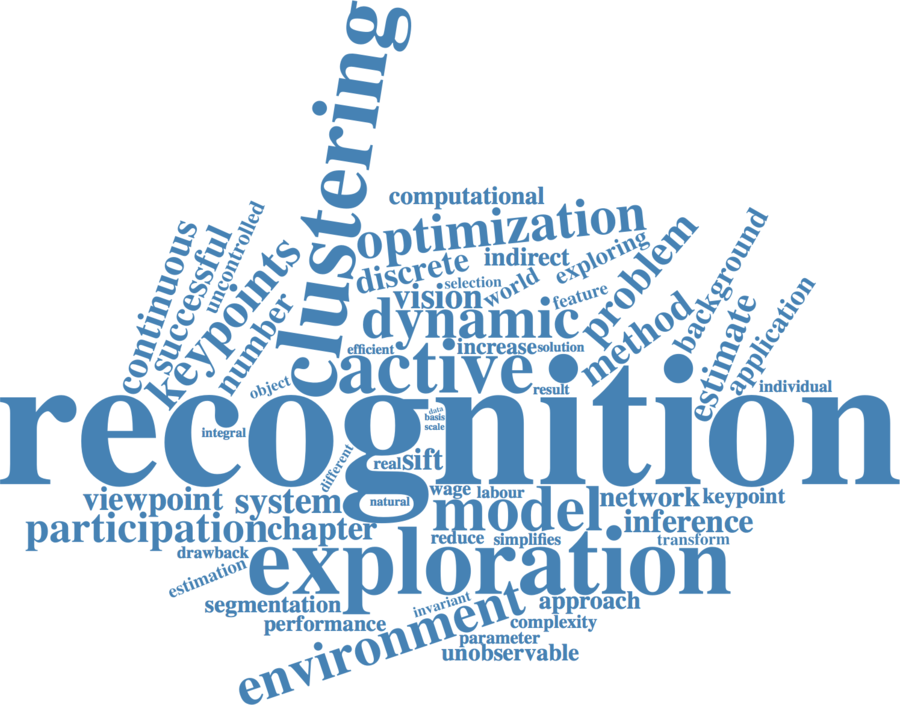 clustering
computational
optimization
continuous
successful
uncontrolled
keypoints
number
discrete
indirect
selection
world
exploring
problem
background
vision
feature
dynamic
method
estimate
application
efficient
increase
solution
active
result
object
individual
recognition
integral
data
basis
scale
different
real
sift
natural
viewpoint
system
wage
labour
model
network
keypoint
participation
chapter
inference
reduce
simplifies
transform
drawback
exploration
estimation
segmentation
invariant
approach
performance
environment
complexity
parameter
unobservable